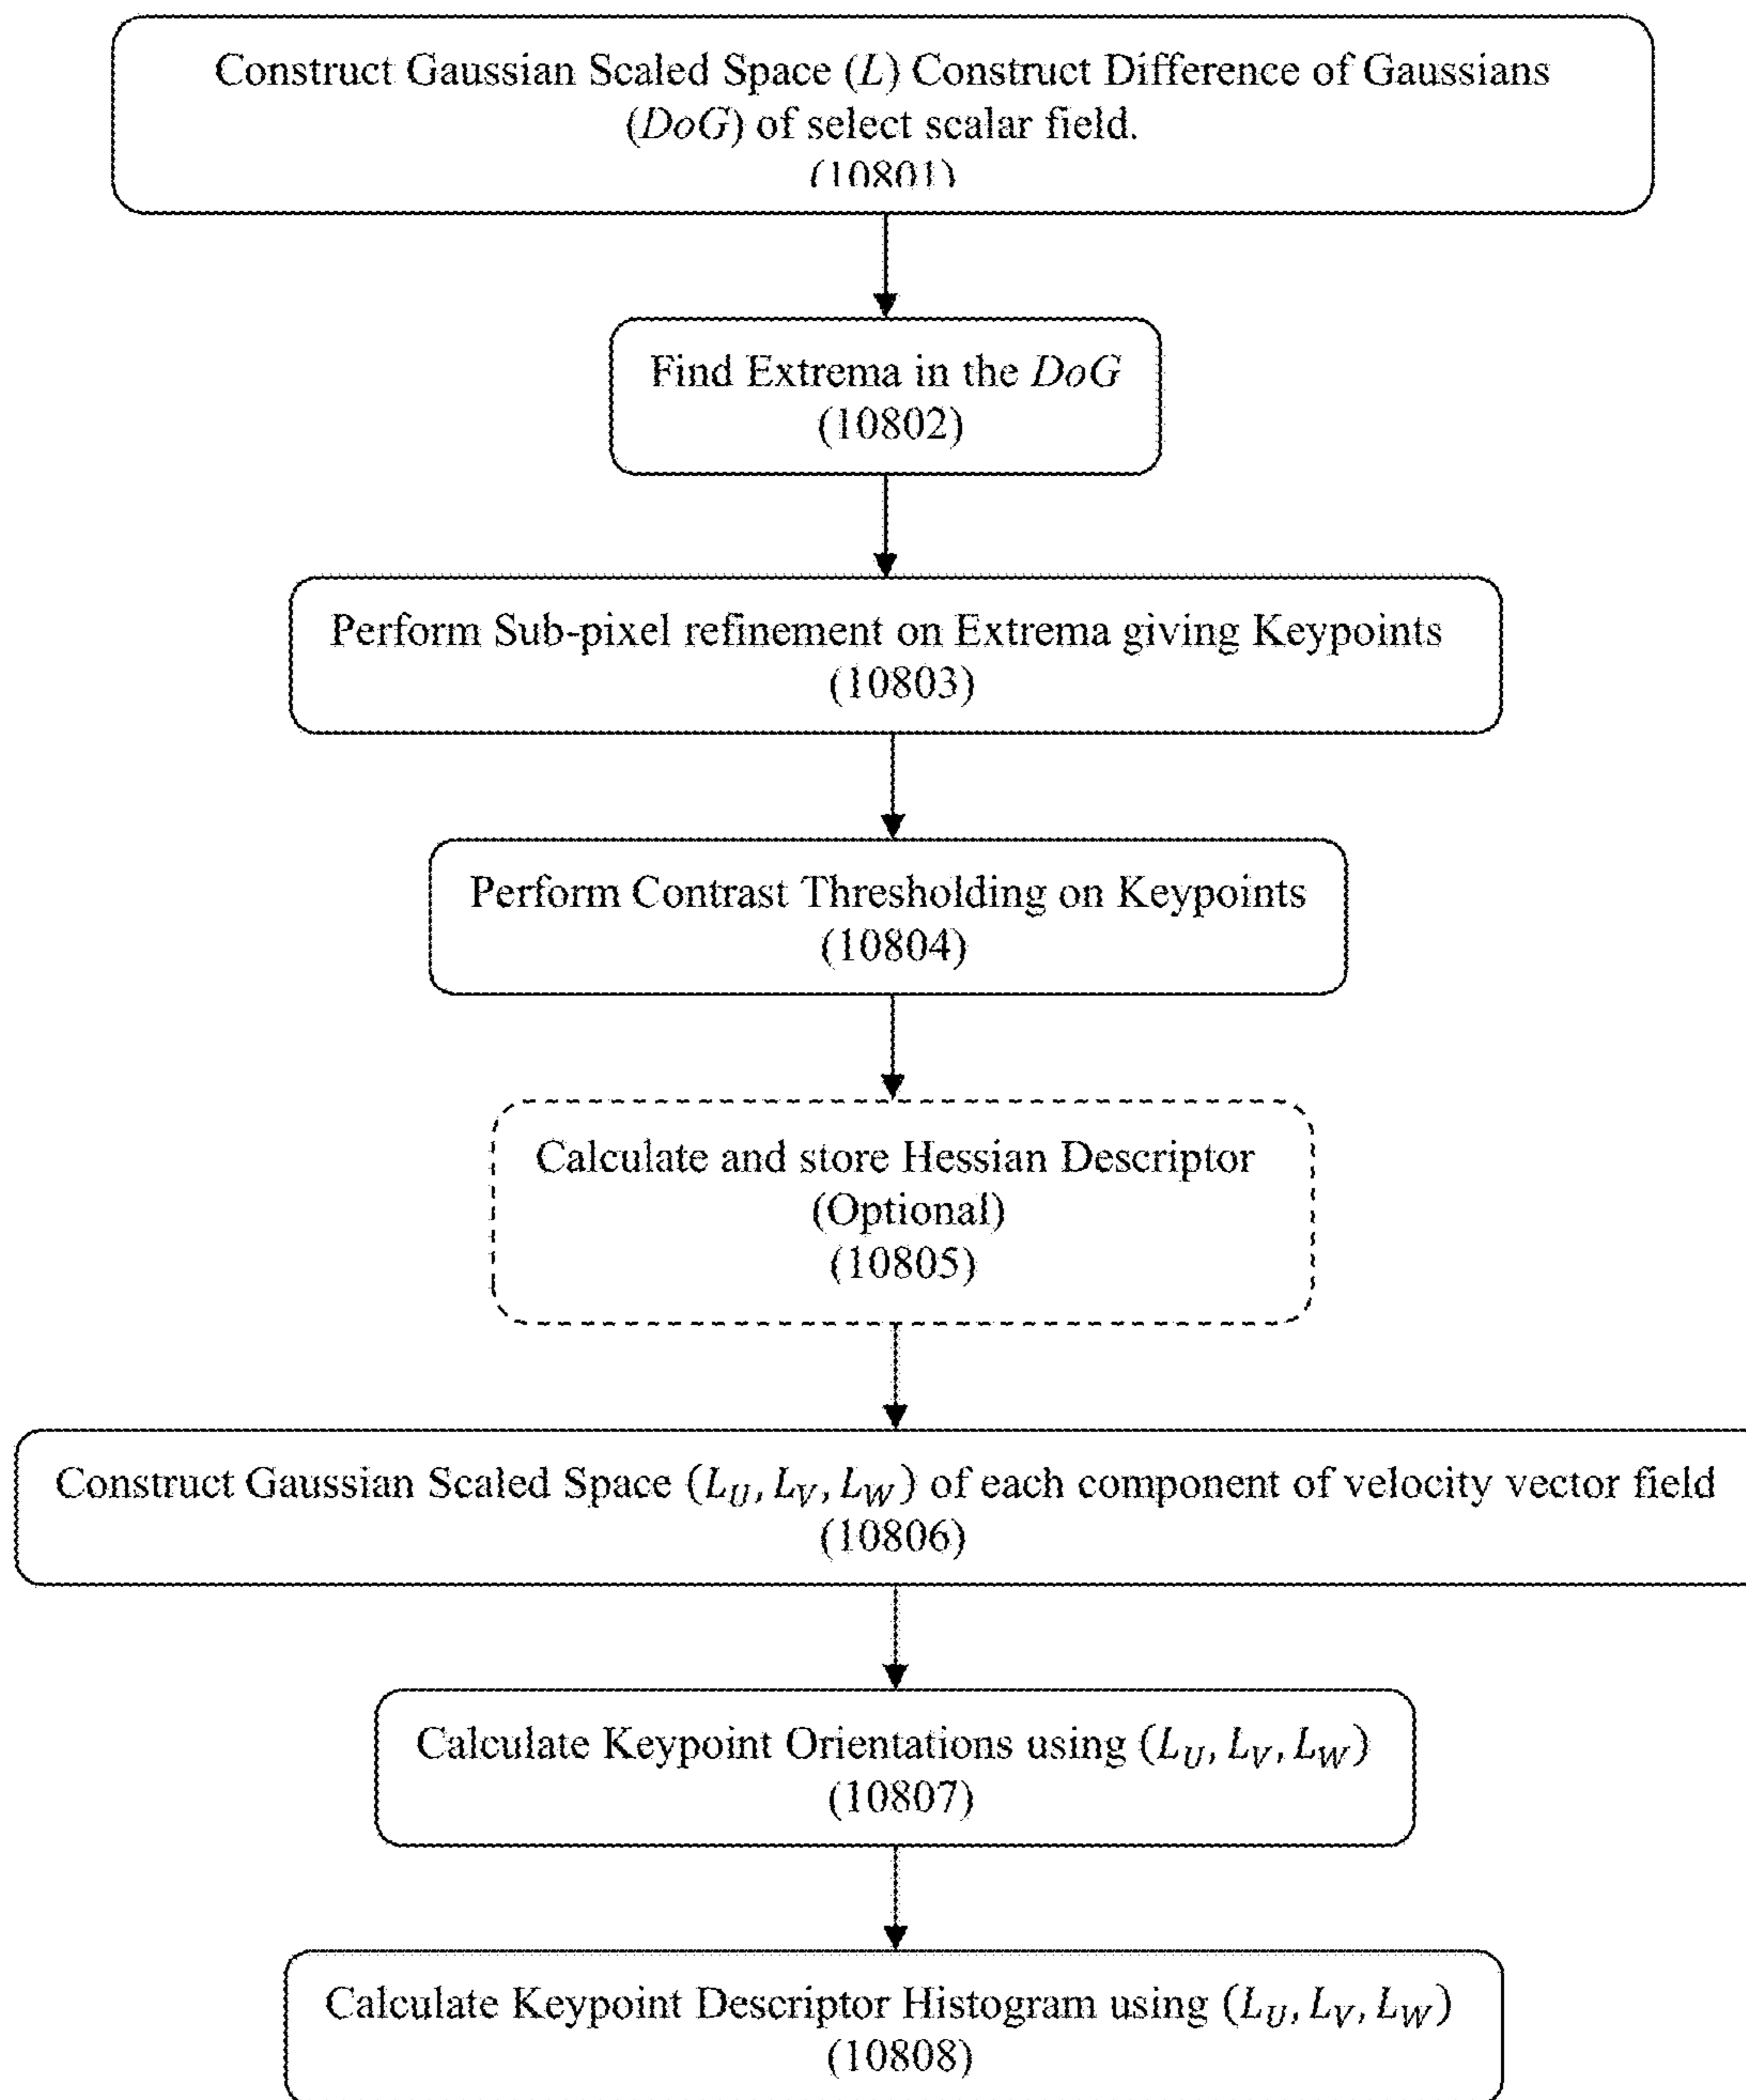 Construct Gaussian Scaled Space (L) Construct Difference of Gaussians
(DoG) of select scalar field.
(10801)
Find Extrema in the DoG
(10802)
Perform Sub-pixel refinement on Extrema giving Keypoints
(10803)
Perform Contrast Thresholding on Keypoints
(10804)
Calculate and store Hessian Descriptor
(Optional)
(10805)
Construct Gaussian Scaled Space (L_U, L_V, L_W) of each component of velocity vector field
(10806)
Calculate Keypoint Orientations using (L_U, L_V, L_W)
(10807)
Calculate Keypoint Descriptor Histogram using (L_U, L_V, L_W)
(10808)